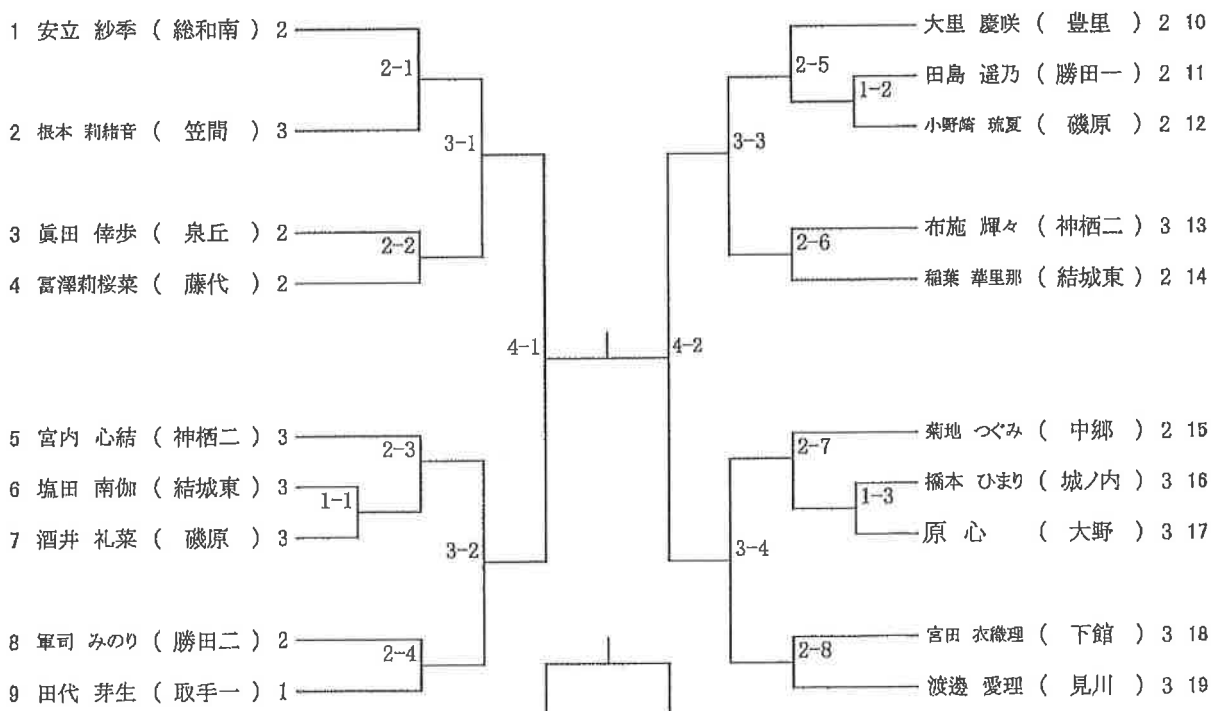 1 安立 紗季 ( 総和南 ) 2
2-1
2 根本 莉緒音 ( 笠間 ) 3
3-1
3 眞田 倖歩 ( 泉丘 ) 2
2-2
4 冨澤莉桜菜 ( 藤代 ) 2
4-1
5 宮内 心結 ( 神栖二 ) 3
2-3
6 塩田 南伽 ( 結城東 ) 3
1-1
7 酒井 礼菜 ( 磯原 ) 3
3-2
8 軍司 みのり ( 勝田二 ) 2
2-4
9 田代 芽生 ( 取手一 ) 1
大里 慶咲 ( 豊里 ) 2 10
2-5
田島 遥乃 ( 勝田一 ) 2 11
1-2
小野崎 琉夏 ( 磯原 ) 2 12
3-3
布施 輝々 ( 神栖二 ) 3 13
2-6
稲葉 華里那 ( 結城東 ) 2 14
4-2
菊地 つぐみ ( 中郷 ) 2 15
2-7
橋本 ひまり ( 城ノ内 ) 3 16
1-3
原 心 ( 大野 ) 3 17
3-4
宮田 衣織理 ( 下館 ) 3 18
2-8
渡邊 愛理 ( 見川 ) 3 19